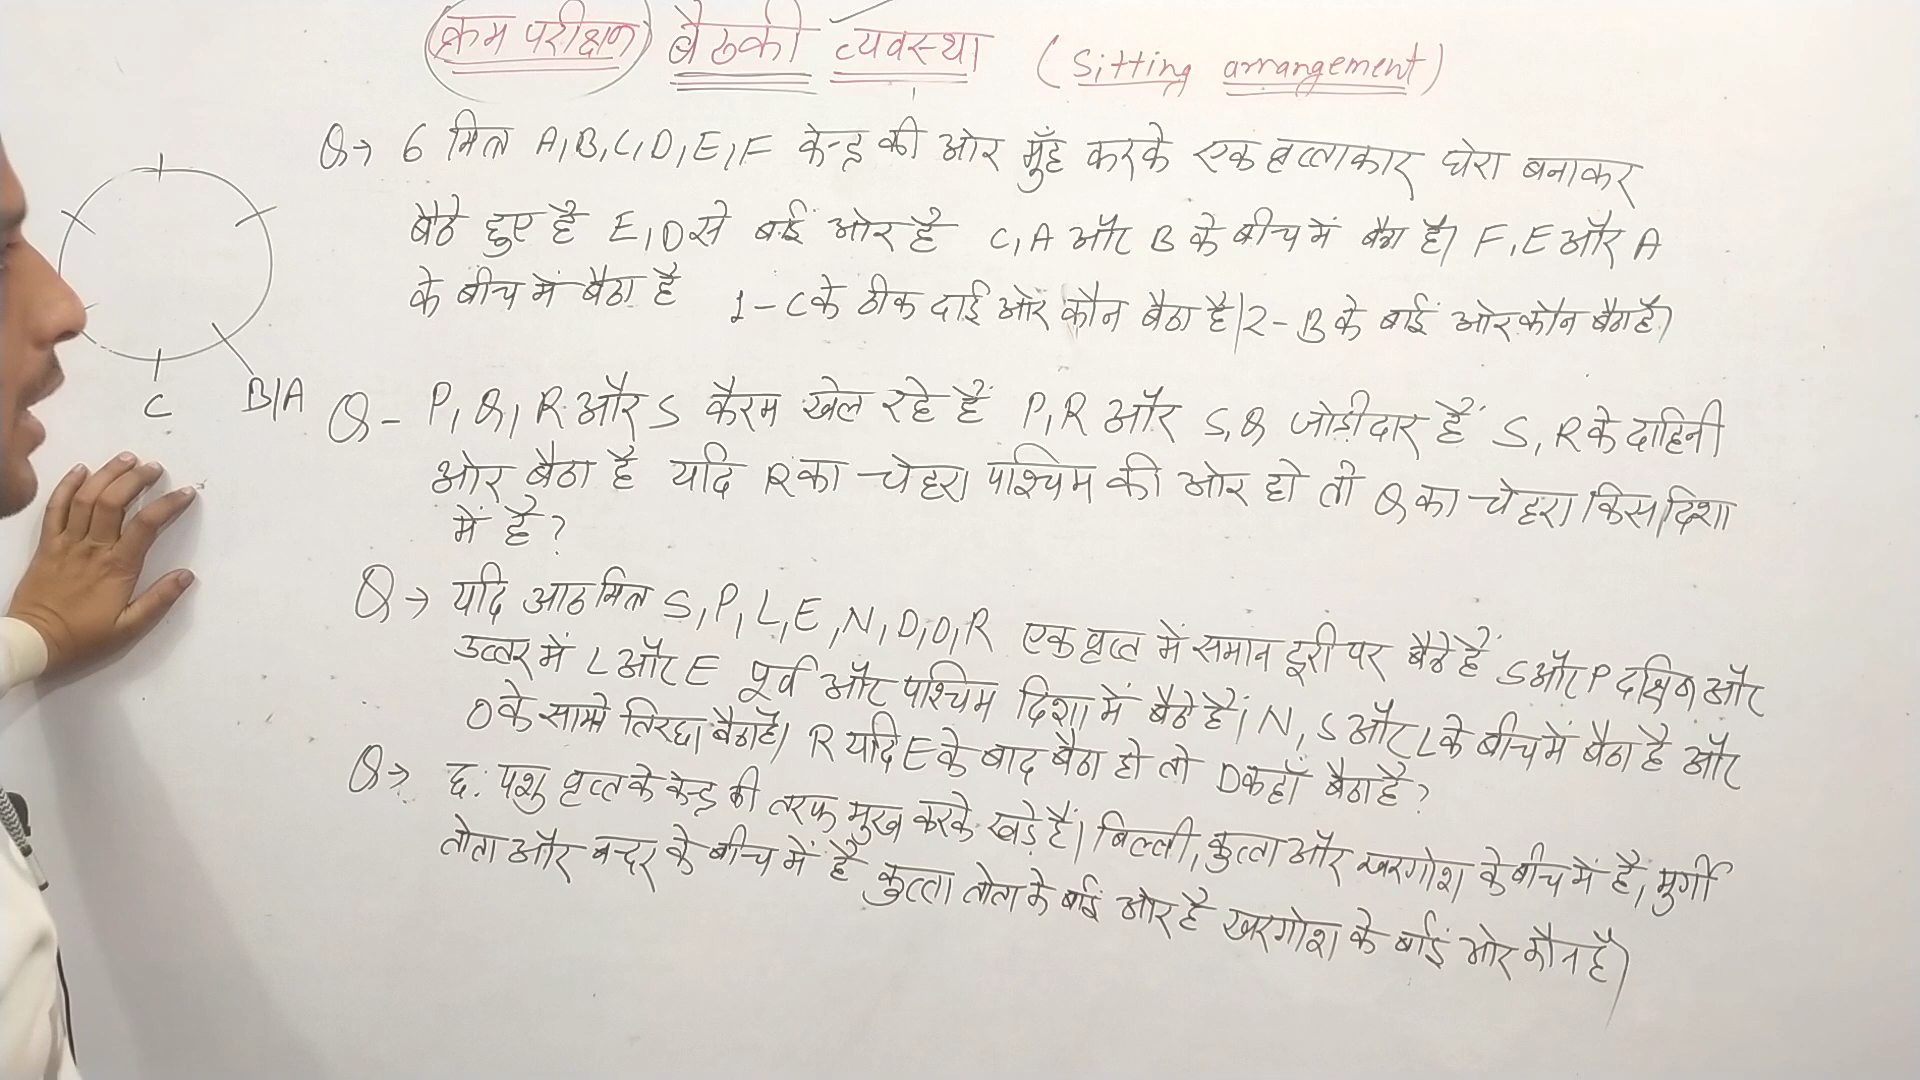 क्रम परीक्षण बैठकी व्यवस्था (Sitting arrangement)
Q→ 6 मित्र A,B,C,D,E,F केन्द्र की ओर मुँह करके एक वृत्ताकार घेरा बनाकर
बैठे हुए है E,D से बाईं ओर है C,A और B के बीच में बैठा है। F,E और A
के बीच में बैठा है 1-C के ठीक दाई ओर कौन बैठा है।2-B के बाईं ओर कौन बैठा है।
C B/A
Q- P,Q,R और S कैरम खेल रहे हैं P,R और S,Q जोड़ीदार हैं S,R के दाहिनी
ओर बैठा है यदि R का चेहरा पश्चिम की ओर हो तो Q का चेहरा किस दिशा
में है?
Q→ यदि आठ मित्र S,P,L,E,N,D,O,R एक वृत्त में समान दूरी पर बैठे हैं S और P दक्षिण और
उत्तर में L और E पूर्व और पश्चिम दिशा में बैठे हैं। N,S और L के बीच में बैठा है और
O के सामने तिरछा बैठा है। R यदि E के बाद बैठा हो तो D कहाँ बैठा है?
Q→ छ: पशु वृत्त के केन्द्र की तरफ मुख करके खड़े हैं। बिल्ली, कुत्ता और खरगोश के बीच में है, मुर्गी
तोता और बन्दर के बीच में है कुत्ता तोता के बाईं ओर है खरगोश के बाईं ओर कौन है।